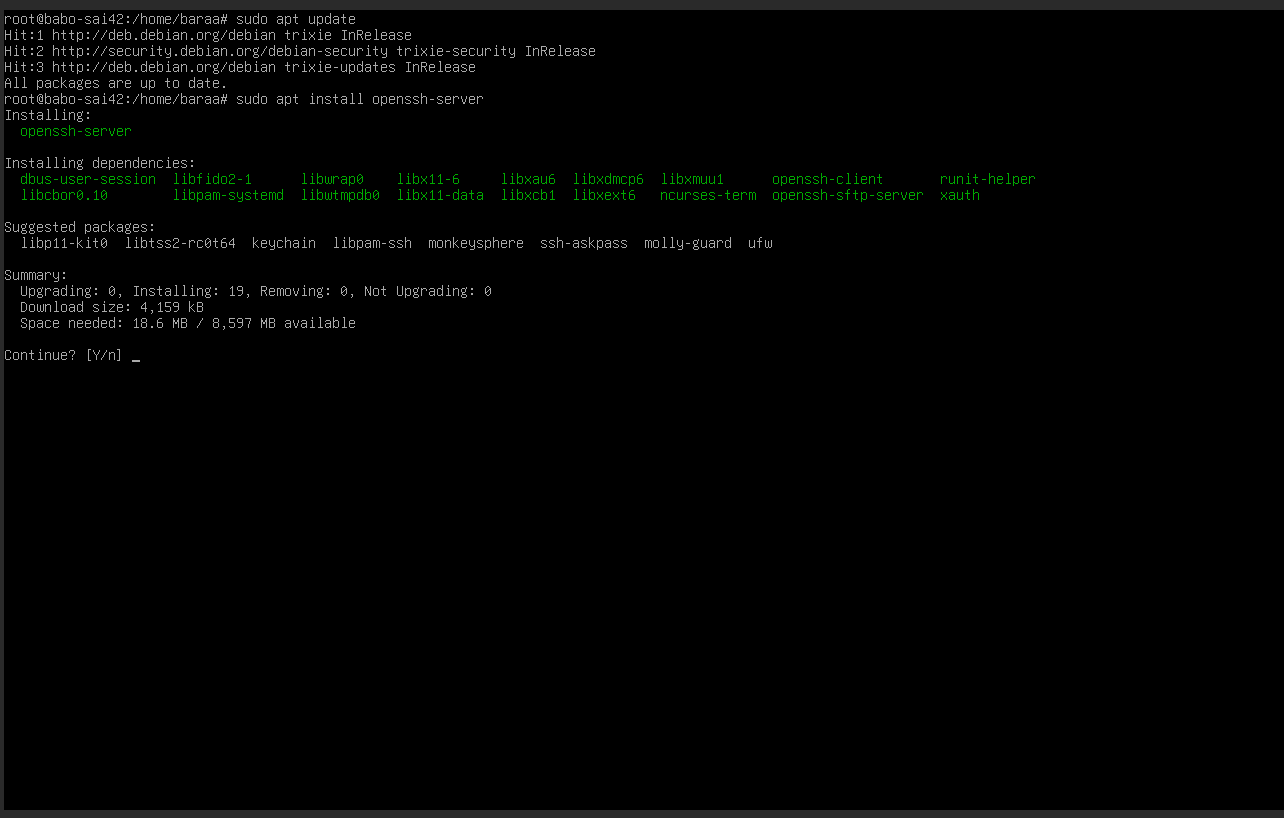 root@babo-sai42:/home/baraa# sudo apt update
Hit:1 http://deb.debian.org/debian trixie InRelease
Hit:2 http://security.debian.org/debian-security trixie-security InRelease
Hit:3 http://deb.debian.org/debian trixie-updates InRelease
All packages are up to date.
root@babo-sai42:/home/baraa# sudo apt install openssh-server
Installing:
  openssh-server

Installing dependencies:
  dbus-user-session  libfido2-1      libwrap0    libx11-6     libxau6  libxdmcp6  libxmuu1      openssh-client       runit-helper
  libcbor0.10        libpam-systemd  libwtmpdb0  libx11-data  libxcb1  libxext6   ncurses-term  openssh-sftp-server  xauth

Suggested packages:
  libp11-kit0  libtss2-rc0t64  keychain  libpam-ssh  monkeysphere  ssh-askpass  molly-guard  ufw

Summary:
  Upgrading: 0, Installing: 19, Removing: 0, Not Upgrading: 0
  Download size: 4,159 kB
  Space needed: 18.6 MB / 8,597 MB available

Continue? [Y/n] _